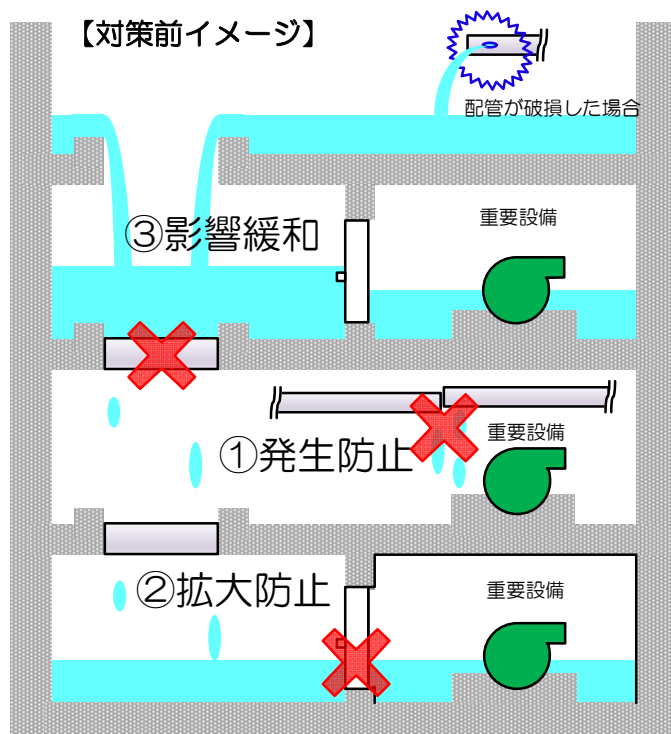 【対策前イメージ】
配管が破損した場合
③影響緩和
重要設備
①発生防止
重要設備
②拡大防止
重要設備